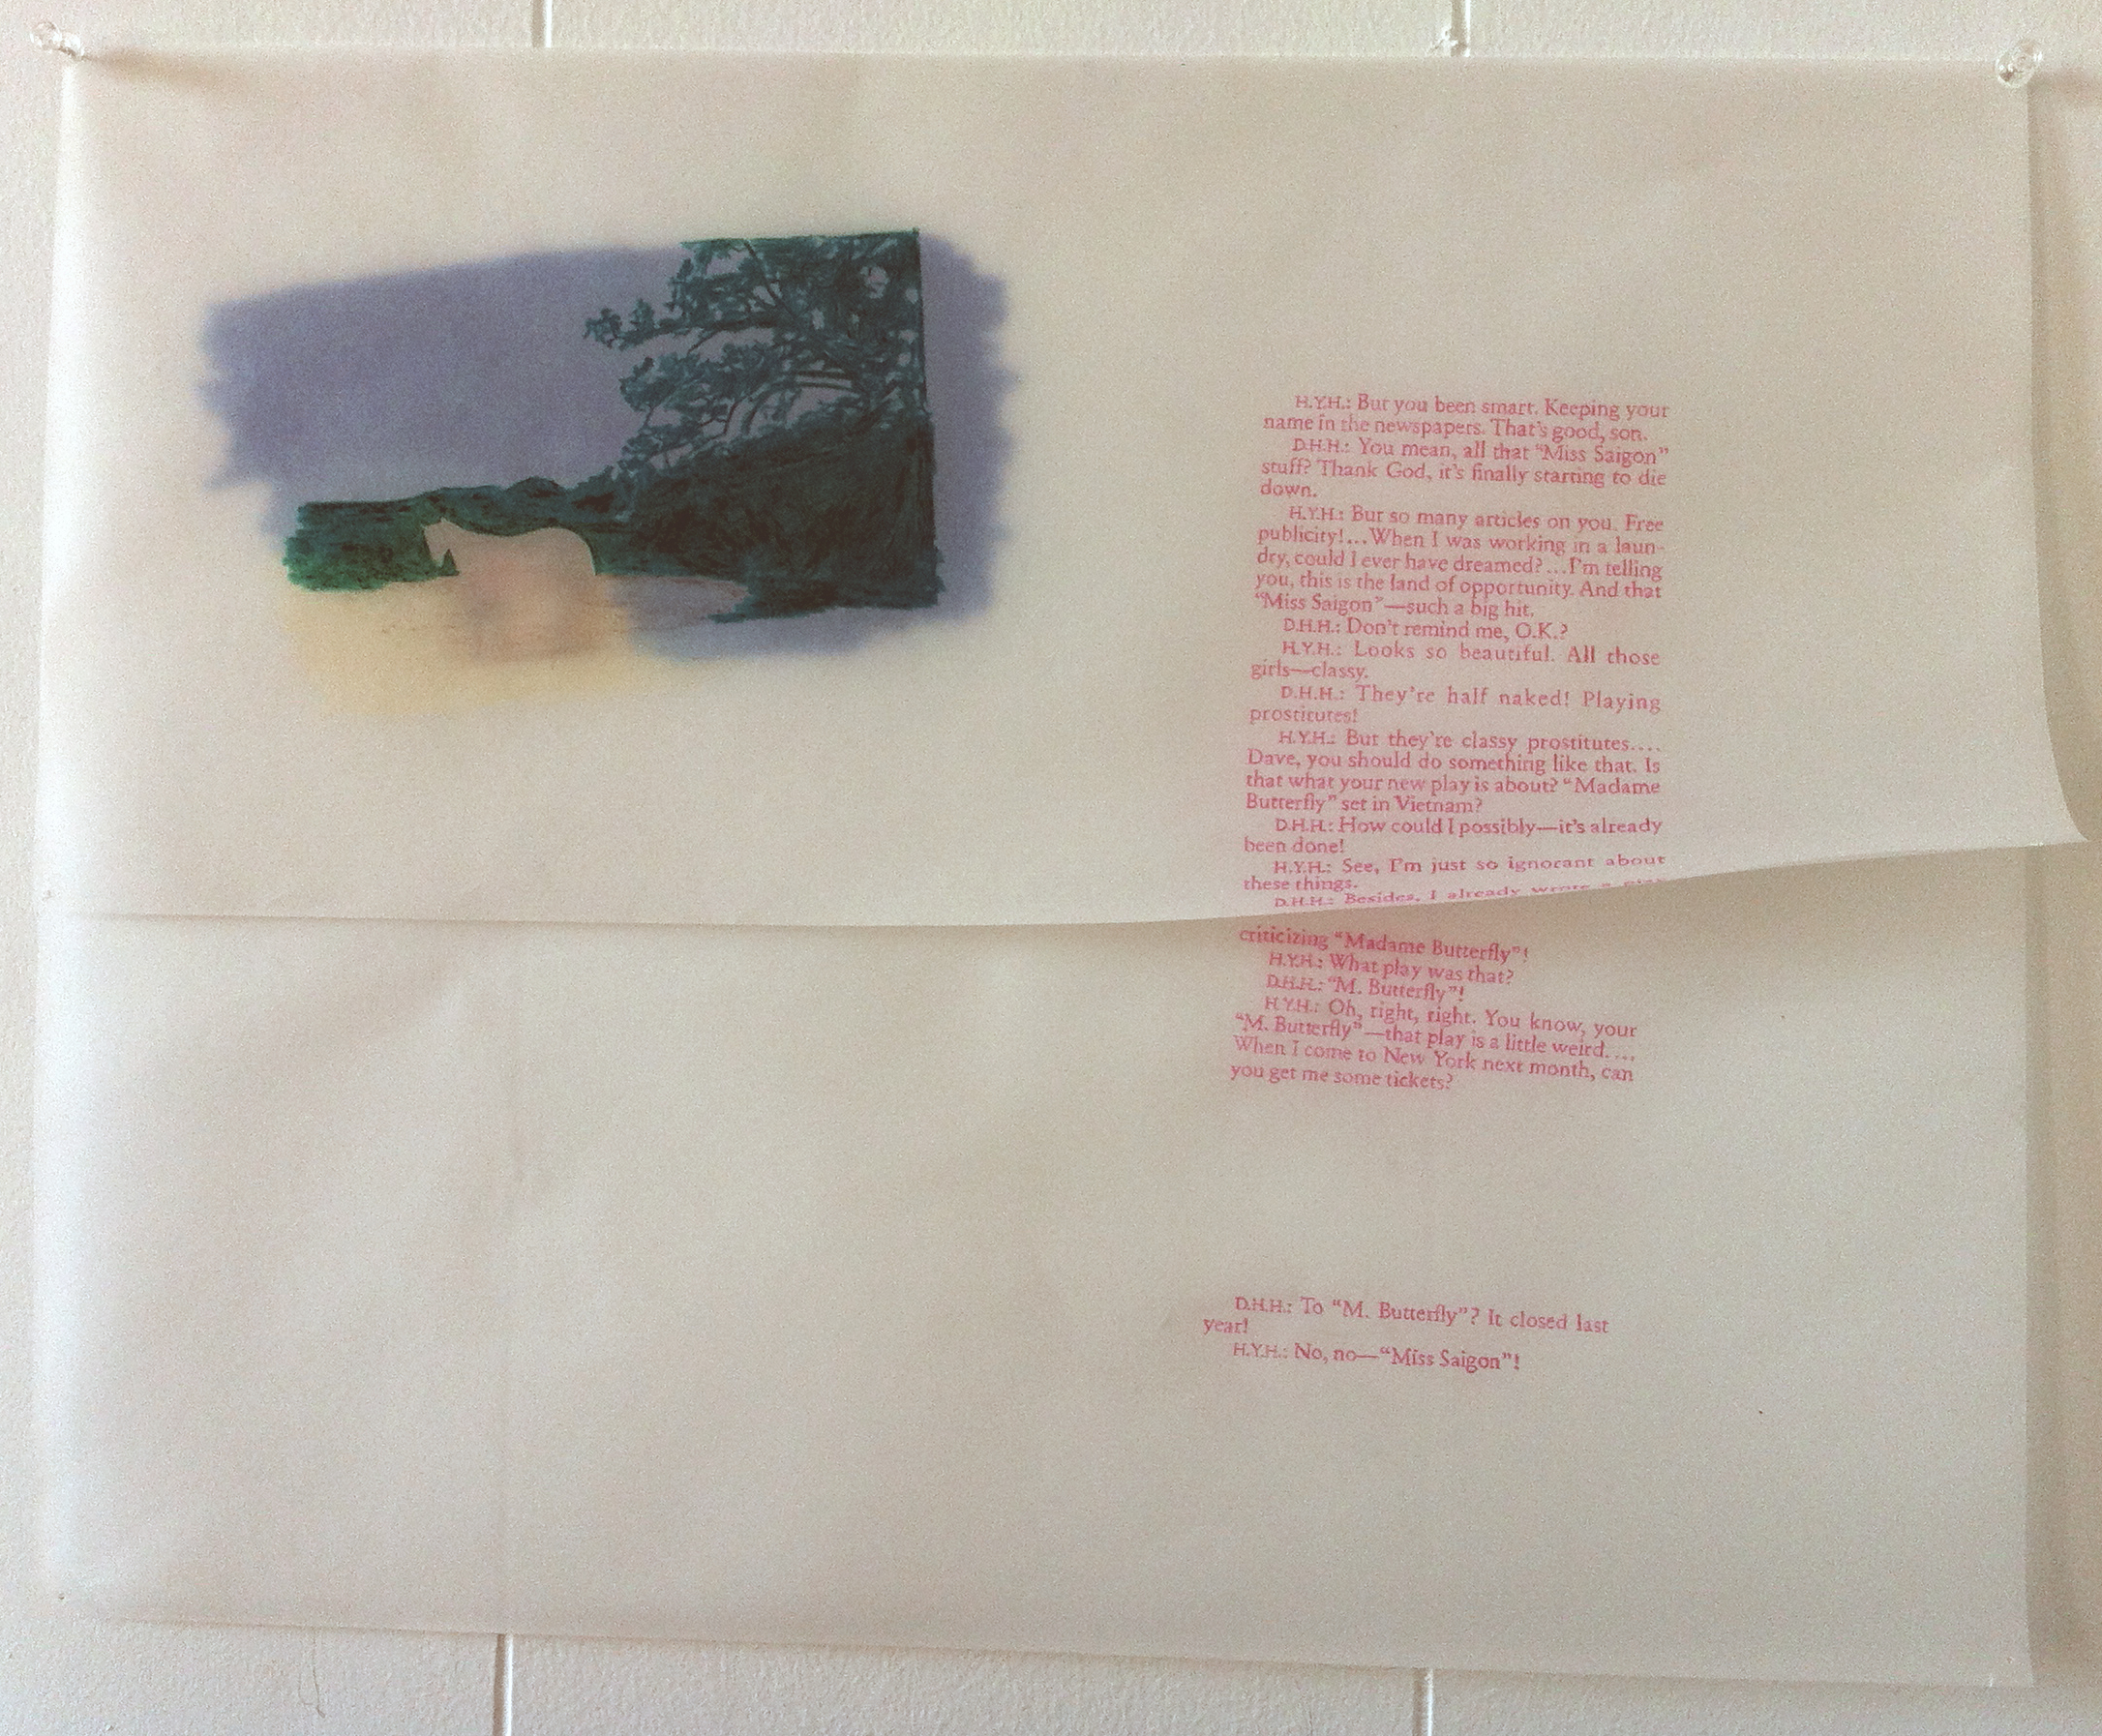 H.Y.H.: But you been smart. Keeping your
name in the newspapers. That's good, son.
D.H.H.: You mean, all that “Miss Saigon”
stuff? Thank God, it's finally starting to die
down.
H.Y.H.: But so many articles on you. Free
publicity!...When I was working in a laun-
dry, could I ever have dreamed?...I'm telling
you, this is the land of opportunity. And that
“Miss Saigon”—such a big hit.
D.H.H.: Don't remind me, O.K.?
H.Y.H.: Looks so beautiful. All those
girls—classy.
D.H.H.: They're half naked! Playing
prostitutes!
H.Y.H.: But they're classy prostitutes....
Dave, you should do something like that. Is
that what your new play is about? “Madame
Butterfly” set in Vietnam?
D.H.H.: How could I possibly—it's already
been done!
H.Y.H.: See, I'm just so ignorant about
these things.
D.H.H.: Besides, I already wrote a play
criticizing “Madame Butterfly”!
H.Y.H.: What play was that?
D.H.H.: “M. Butterfly”!
H.Y.H.: Oh, right, right. You know, your
“M. Butterfly”—that play is a little weird....
When I come to New York next month, can
you get me some tickets?
D.H.H.: To “M. Butterfly”? It closed last
year!
H.Y.H.: No, no—“Miss Saigon”!